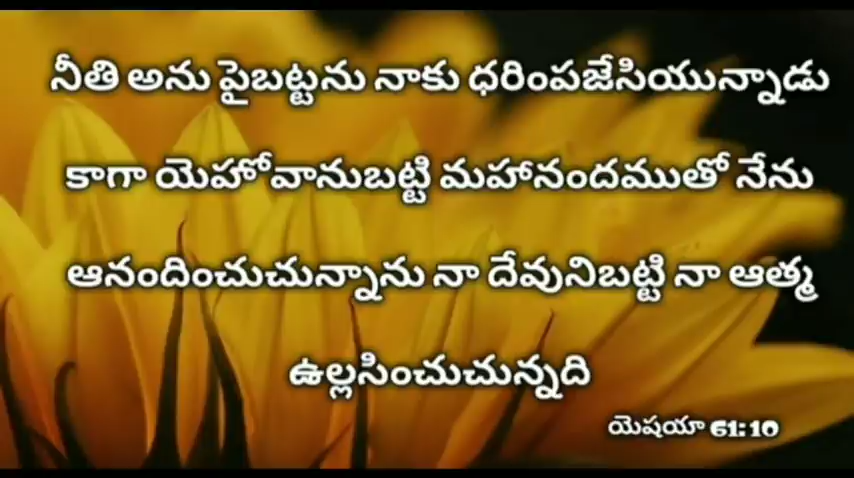 నీతి అను పైబట్టను నాకు ధరింపజేసియున్నాడు
కాగా యెహోవానుబట్టి మహానందముతో నేను
ఆనందించుచున్నాను నా దేవునిబట్టి నా ఆత్మ
ఉల్లసించుచున్నది
యెషయా 61:10